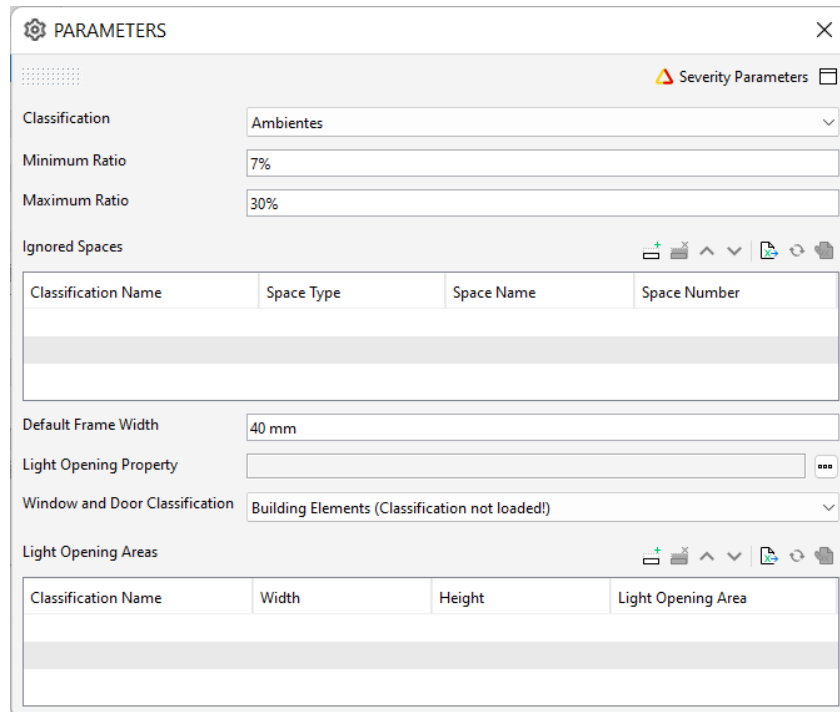 PARAMETERS
Severity Parameters
Classification Ambientes
Minimum Ratio 7%
Maximum Ratio 30%
Ignored Spaces
Classification Name Space Type Space Name Space Number
Default Frame Width 40 mm
Light Opening Property
Window and Door Classification Building Elements (Classification not loaded!)
Light Opening Areas
Classification Name Width Height Light Opening Area